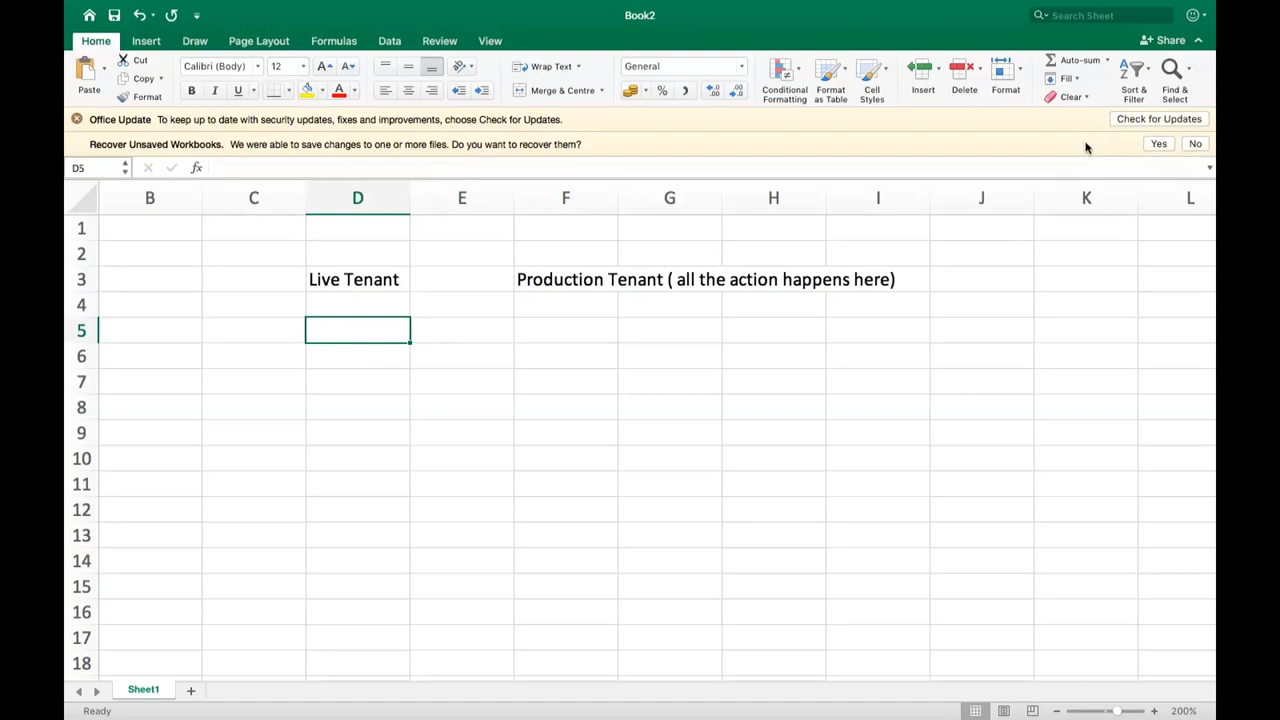 Book2
Search Sheet
Home Insert Draw Page Layout Formulas Data Review View
Share
Paste
Cut
Copy
Format
Calibri (Body) 12 A A
B I U A
Wrap Text
Merge & Centre
General
%
Conditional Formatting
Format as Table
Cell Styles
Insert
Delete
Format
Auto-sum
Fill
Clear
Sort & Filter
Find & Select
Office Update To keep up to date with security updates, fixes and improvements, choose Check for Updates. Check for Updates
Recover Unsaved Workbooks. We were able to save changes to one or more files. Do you want to recover them? Yes No
D5 fx
B C D E F G H I J K L
1
2
3 Live Tenant Production Tenant ( all the action happens here)
4
5
6
7
8
9
10
11
12
13
14
15
16
17
18
Sheet1
Ready 200%